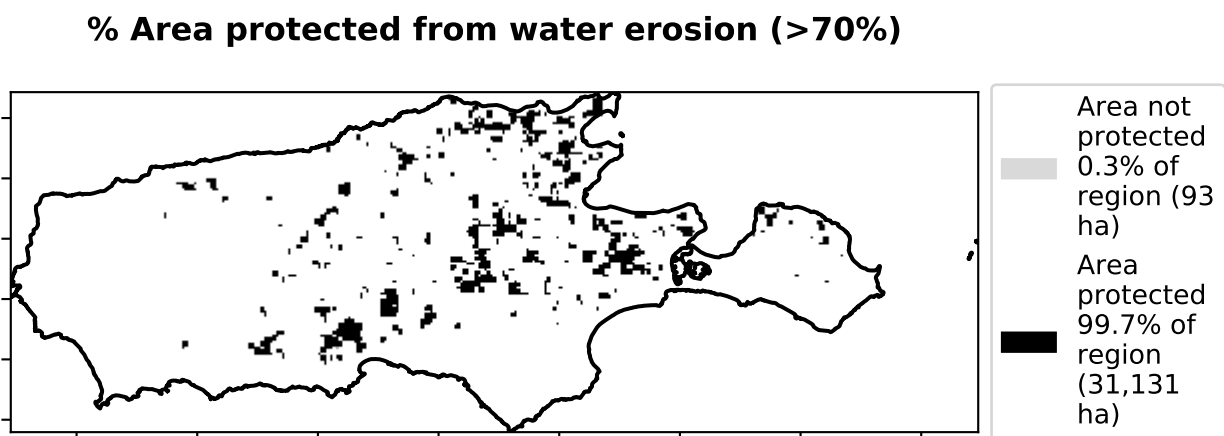 % Area protected from water erosion (>70%)
Area not
protected
0.3% of
region (93
ha)
Area
protected
99.7% of
region
(31,131
ha)